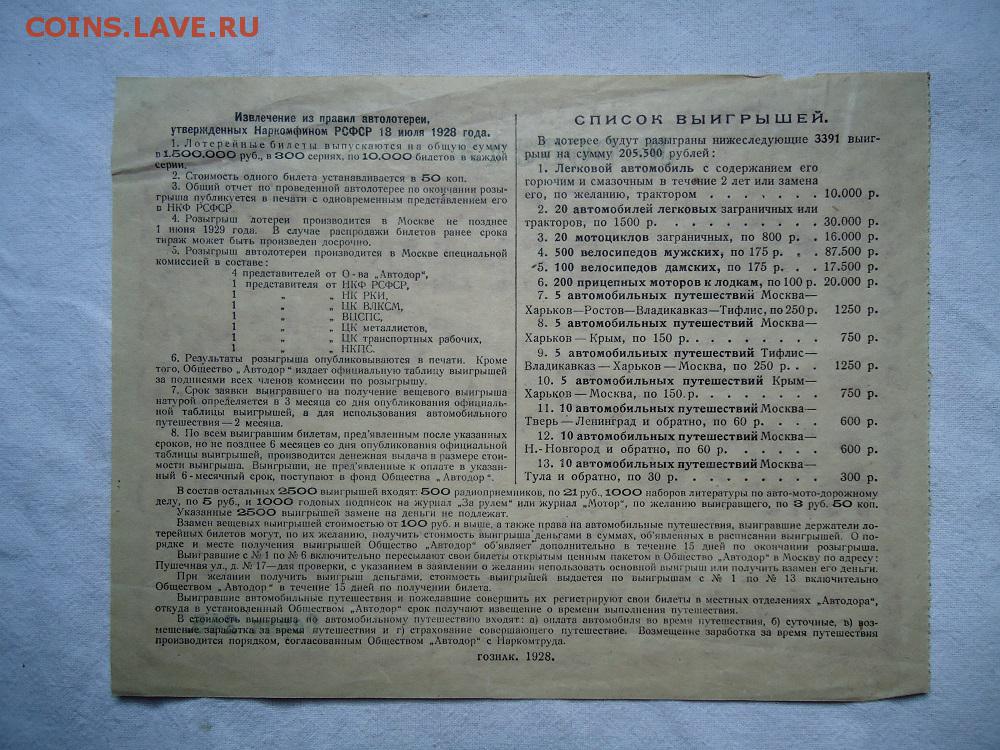 COINS.LAVE.RU
Извлечение из правил автолотереи,
утвержденных Наркомфином РСФСР 18 июля 1928 года.
1. Лотерейные билеты выпускаются на общую сумму
в 1.500.000 руб., в 300 сериях, по 10.000 билетов в каждой
серии.
2. Стоимость одного билета устанавливается в 50 коп.
3. Общий отчет по проведенной автолотерее по окончании розы-
грыша публикуется в печати с одновременным представлением его
в НКФ РСФСР
4. Розыгрыш лотереи производится в Москве не позднее
1 июня 1929 года. В случае распродажи билетов ранее срока
тираж может быть произведен досрочно.
5. Розыгрыш автолотереи производится в Москве специальной
комиссией в составе:
4 представителей от О-ва „Автодор“,
1 представителя от НКФ РСФСР,
1 „ „ НК РКИ,
1 „ „ ЦК ВЛКСМ,
1 „ „ ВЦСПС,
1 „ „ ЦК металлистов,
1 „ „ ЦК транспортных рабочих,
1 „ „ НКПС.
6. Результаты розыгрыша опубликовываются в печати. Кроме
того, Общество „Автодор“ издает официальную таблицу выигрышей
за подписями всех членов комиссии по розыгрышу.
7. Срок заявки выигравшего на получение вещевого выигрыша
натурой определяется в 3 месяца со дня опубликования официаль-
ной таблицы выигрышей, а для использования автомобильного
путешествия — 2 месяца.
8. По всем выигравшим билетам, пред'явленным после указанных
сроков, но не позднее 6 месяцев со дня опубликования официальной
таблицы выигрышей, производится денежная выдача в размере стои-
мости выигрыша. Выигрыши, не пред'явленные к оплате в указан-
ный 6-месячный срок, поступают в фонд Общества „Автодор“.
СПИСОК ВЫИГРЫШЕЙ.
В лотерее будут разыграны нижеследующие 3391 выиг-
рыш на сумму 205.500 рублей:
1. Легковой автомобиль с содержанием его
горючим и смазочным в течение 2 лет или замена
его, по желанию, трактором . . . . . . . 10.000 р.
2. 20 автомобилей легковых заграничных или
тракторов, по 1500 р. . . . . . . . . . 30.000 р.
3. 20 мотоциклов заграничных, по 800 р. . 16.000 р.
4. 500 велосипедов мужских, по 175 р. . . 87.500 р.
5. 100 велосипедов дамских, по 175 р. . . 17.500 р.
6. 200 прицепных моторов к лодкам, по 100 р. 20.000 р.
7. 5 автомобильных путешествий Москва—
Харьков—Ростов—Владикавказ—Тифлис, по 250 р. 1250 р.
8. 5 автомобильных путешествий Москва—
Харьков—Крым, по 150 р. . . . . . . . . 750 р.
9. 5 автомобильных путешествий Тифлис—
Владикавказ—Харьков—Москва, по 250 р. . . 1250 р.
10. 5 автомобильных путешествий Крым—
Харьков—Москва, по 150 р. . . . . . . . 750 р.
11. 10 автомобильных путешествий Москва—
Тверь—Ленинград и обратно, по 60 р. . . . . 600 р.
12. 10 автомобильных путешествий Москва—
Н.-Новгород и обратно, по 60 р. . . . . . . 600 р.
13. 10 автомобильных путешествий Москва—
Тула и обратно, по 30 р. . . . . . . . . 300 р.
В состав остальных 2500 выигрышей входят: 500 радиоприемников, по 21 руб., 1000 наборов литературы по авто-мото-дорожному
делу, по 5 руб., и 1000 годовых подписок на журнал „За рулем“ или журнал „Мотор“, по желанию выигравшего, по 3 руб. 50 коп.
Указанные 2500 выигрышей замене на деньги не подлежат.
Взамен вещевых выигрышей стоимостью от 100 руб. и выше, а также права на автомобильные путешествия, выигравшие держатели ло-
терейных билетов могут, по их желанию, получить стоимость выигрыша деньгами в суммах, об'явленных в расписании выигрышей. О по-
рядке и месте получения выигрышей Общество „Автодор“ об'являет дополнительно в течение 15 дней по окончании розыгрыша.
Выигравшие с № 1 по № 6 включительно пересылают свои билеты открытым ценным пакетом в Общество „Автодор“ в Москву по адресу:
Пушечная ул., д. № 17—для проверки, с указанием в заявлении о желании использовать основной выигрыш или получить взамен его деньги.
При желании получить выигрыш деньгами, стоимость выигрышей выдается по выигрышам с № 1 по № 13 включительно
Обществом „Автодор“ в течение 15 дней по получении билета.
Выигравшие автомобильные путешествия и пожелавшие совершить их регистрируют свои билеты в местных отделениях „Автодора“,
откуда в установленный Обществом „Автодор“ срок получают извещение о времени выполнения путешествия.
В стоимость выигрыша по автомобильному путешествию входят: а) оплата автомобиля во время путешествия, б) суточные, в) воз-
мещение заработка за время путешествия и г) страхование совершающего путешествие. Возмещение заработка за время путешествия
производится порядком, согласованным Обществом „Автодор“ с Наркомтруда.
ГОЗНАК. 1928.